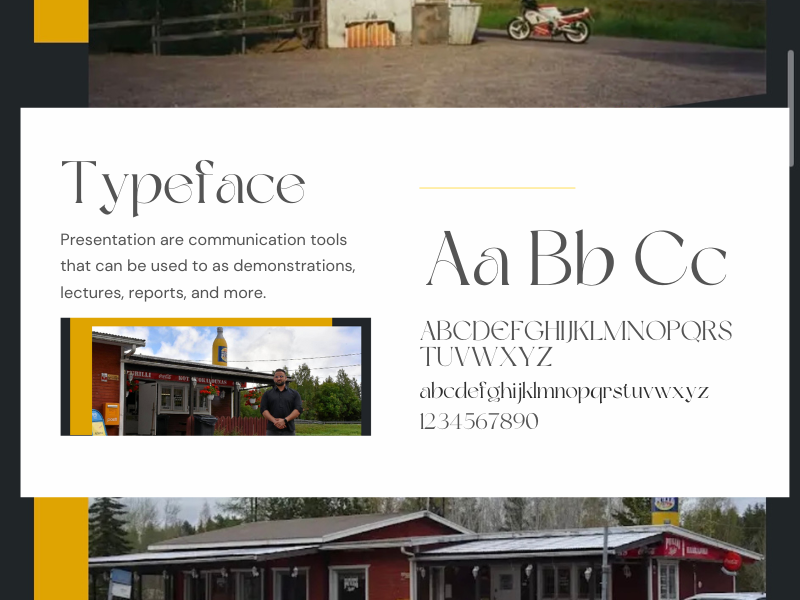 Typeface
Presentation are communication tools
that can be used to as demonstrations,
lectures, reports, and more.
Aa Bb Cc
ABCDEFGHIJKLMNOPQRS
TUVWXYZ
abcdefghijklmnopqrstuvwxyz
1234567890